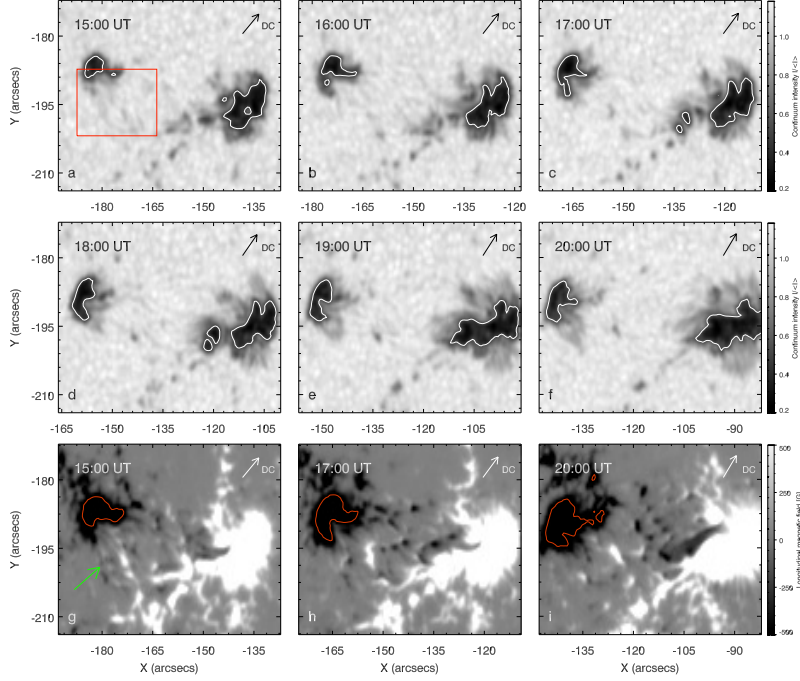 15:00 UT DC
16:00 UT DC
17:00 UT DC
Y (arcsecs)
-180
-195
-210
a b c
-180 -165 -150 -135
-165 -150 -135 -120
-165 -150 -135 -120
1.0
0.8
0.6
0.4
0.2
Continuum intensity I/<I>
18:00 UT DC
19:00 UT DC
20:00 UT DC
Y (arcsecs)
-180
-195
-210
d e f
-165 -150 -135 -120 -105
-150 -135 -120 -105
-135 -120 -105 -90
1.0
0.8
0.6
0.4
0.2
Continuum intensity I/<I>
15:00 UT DC
17:00 UT DC
20:00 UT DC
Y (arcsecs)
-180
-195
-210
g h i
-180 -165 -150 -135
-165 -150 -135 -120
-135 -120 -105 -90
X (arcsecs)
X (arcsecs)
X (arcsecs)
500
250
0
-250
-500
Longitudinal magnetic field [G]